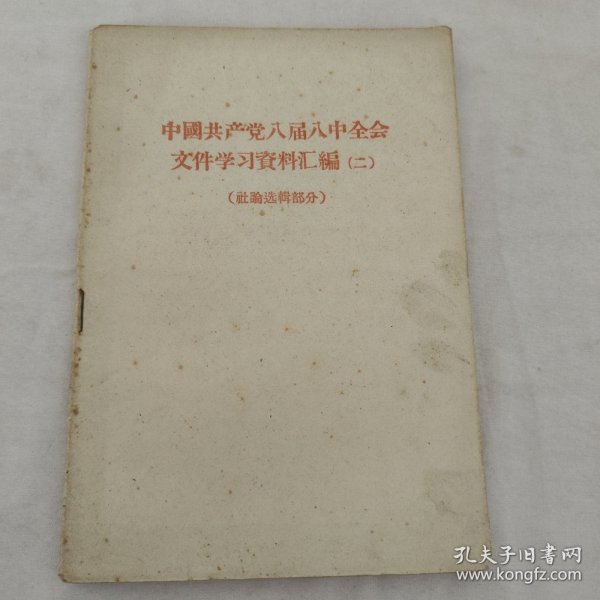 中國共产党八届八中全会
文件学习資料汇編（二）
（社論选輯部分）
孔夫子旧书网
www.kongfz.com